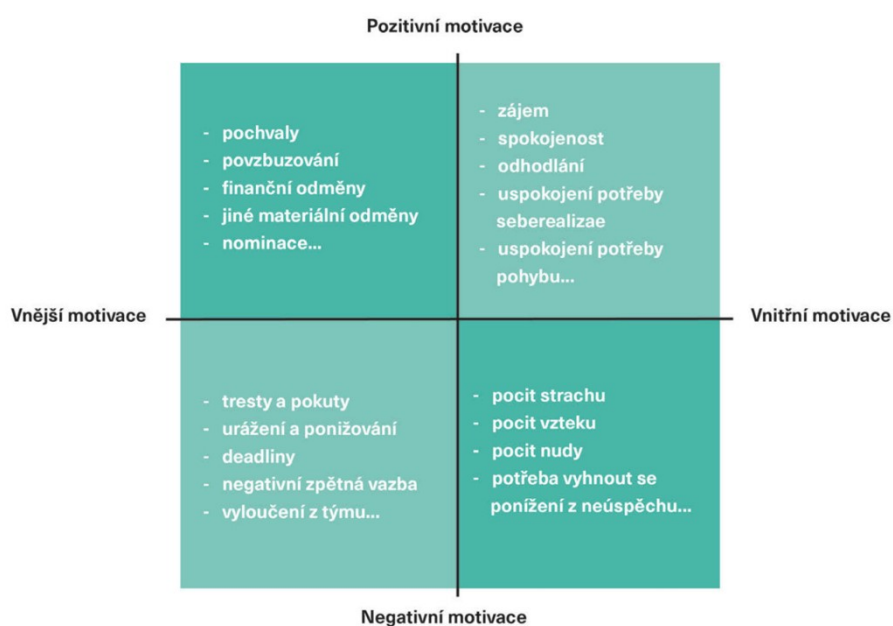 Pozitivní motivace
- pochvaly
- povzbuzování
- finanční odměny
- jiné materiální odměny
- nominace...
- zájem
- spokojenost
- odhodlání
- uspokojení potřeby
seberealizae
- uspokojení potřeby
pohybu...
Vnější motivace
Vnitřní motivace
- tresty a pokuty
- urážení a ponižování
- deadliny
- negativní zpětná vazba
- vyloučení z týmu...
- pocit strachu
- pocit vzteku
- pocit nudy
- potřeba vyhnout se
ponížení z neúspěchu...
Negativní motivace